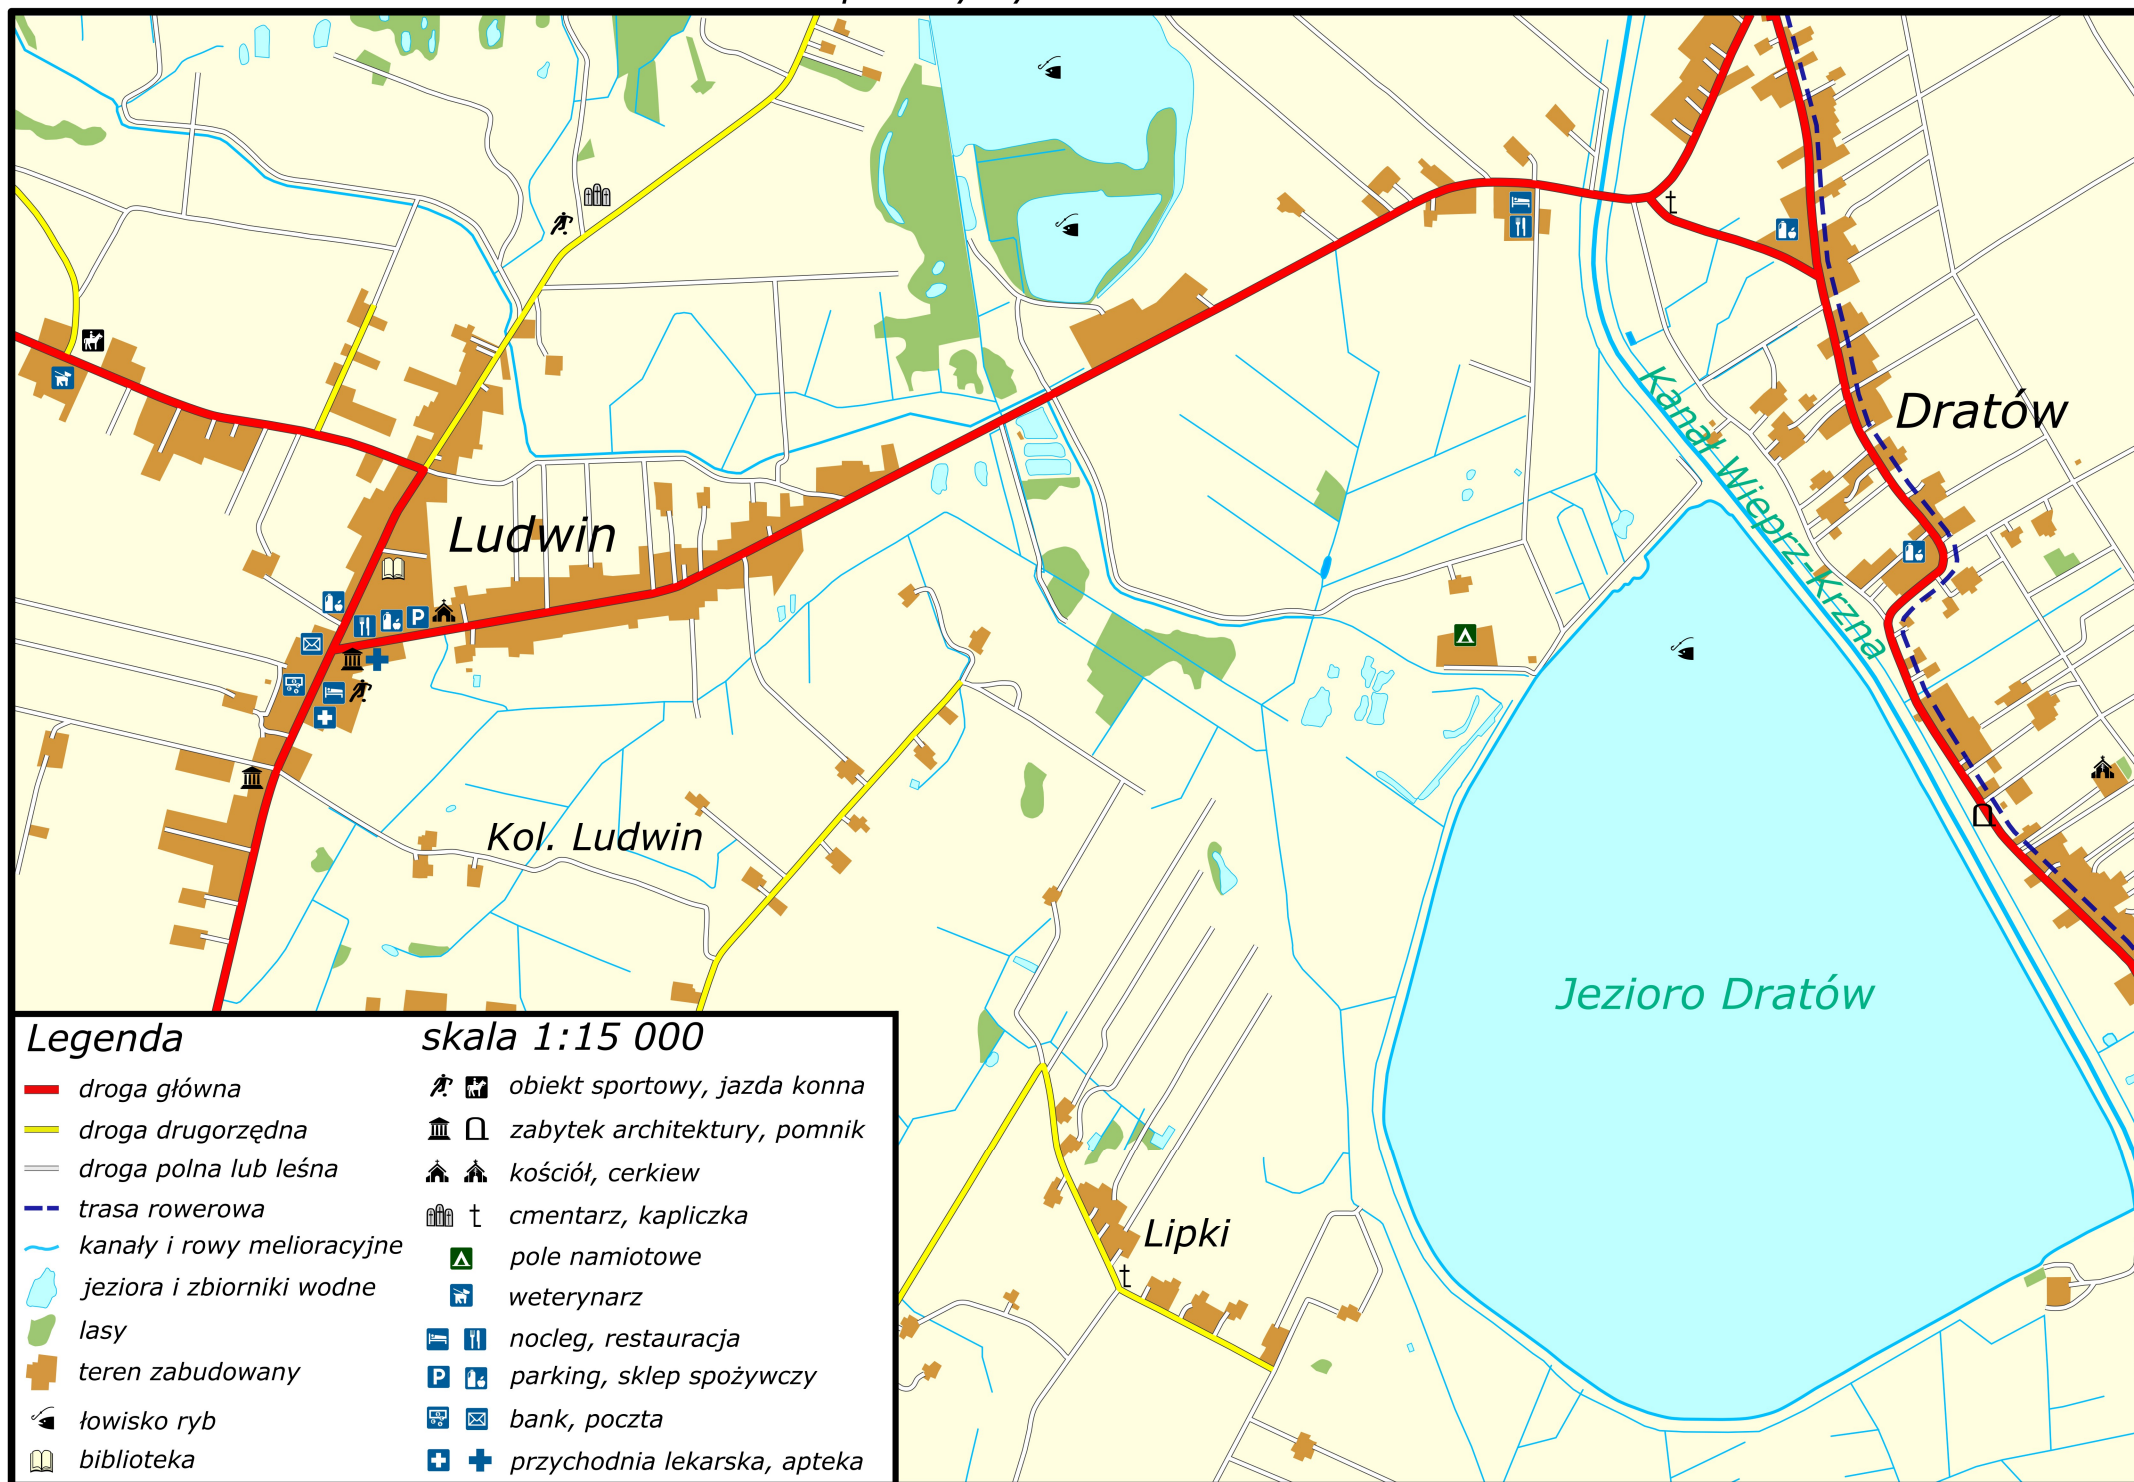 Dratów
Kanał Wieprz-Krzna
Ludwin
P
Kol. Ludwin
Jezioro Dratów
Lipki
Legenda
skala 1:15 000
droga główna
droga drugorzędna
droga polna lub leśna
trasa rowerowa
kanały i rowy melioracyjne
jeziora i zbiorniki wodne
lasy
teren zabudowany
łowisko ryb
biblioteka
obiekt sportowy, jazda konna
zabytek architektury, pomnik
kościół, cerkiew
cmentarz, kapliczka
pole namiotowe
weterynarz
nocleg, restauracja
P parking, sklep spożywczy
bank, poczta
przychodnia lekarska, apteka